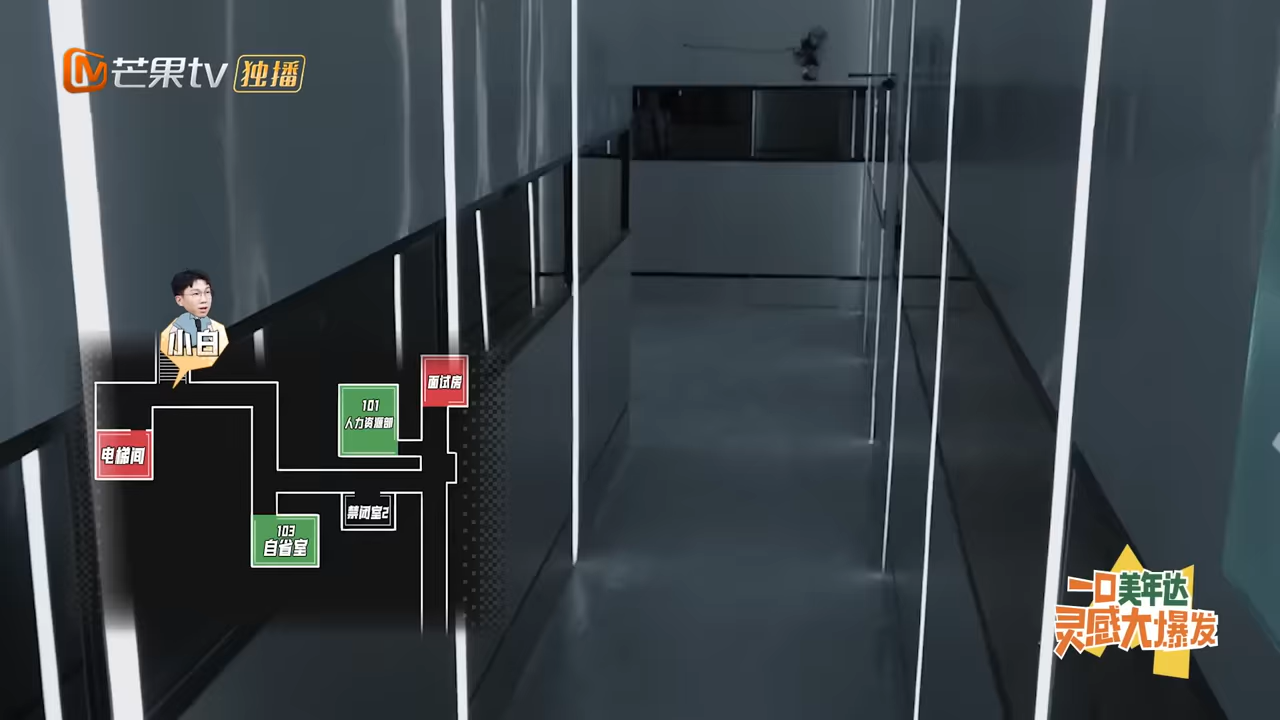 芒果tv 独播
小白
面试房
101
人力资源部
电梯间
禁闭室2
103
自省室
一口美年达
灵感大爆发